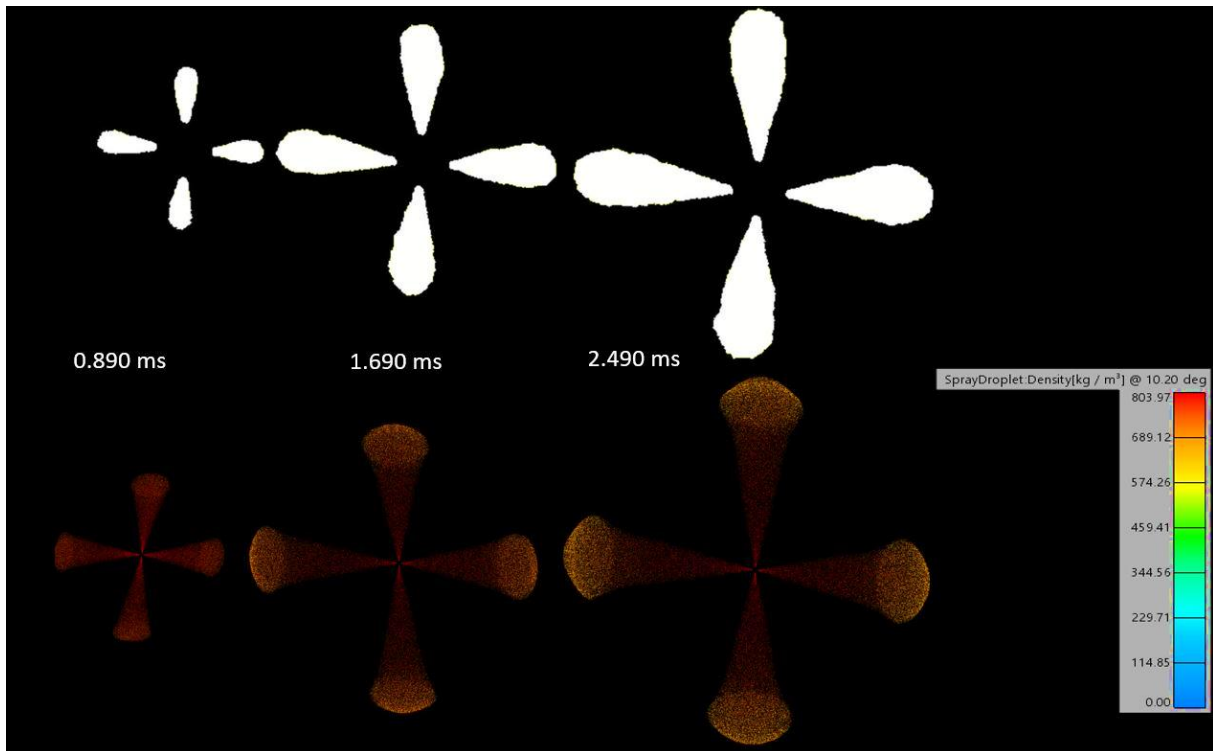 0.890 ms
1.690 ms
2.490 ms
SprayDroplet:Density[kg / m³] @ 10.20 deg
803.97
689.12
574.26
459.41
344.56
229.71
114.85
0.00